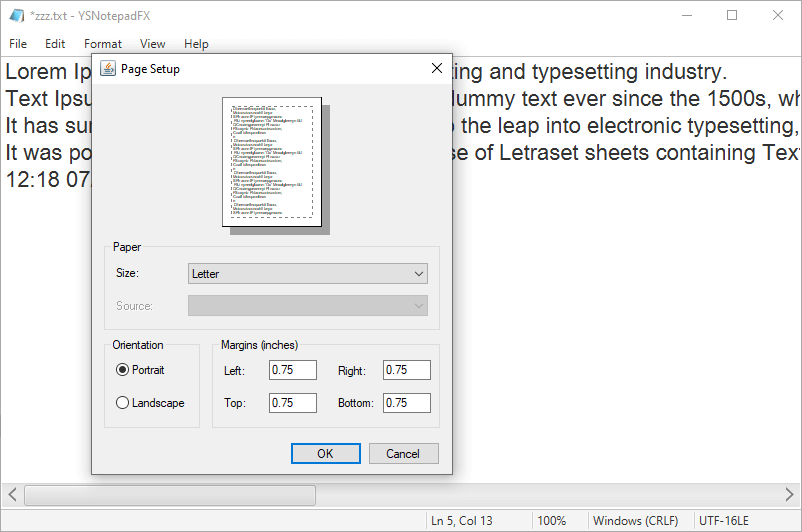 *zzz.txt - YSNotepadFX
File Edit Format View Help
Page Setup
Lorem Ip ting and typesetting industry.
Text Ipsu ummy text ever since the 1500s, wh
It has sur the leap into electronic typesetting,
It was po se of Letraset sheets containing Text
12:18 07
Paper
Size: Letter
Source:
Orientation
Portrait
Landscape
Margins (inches)
Left: 0.75 Right: 0.75
Top: 0.75 Bottom: 0.75
OK Cancel
Ln 5, Col 13 100% Windows (CRLF) UTF-16LE